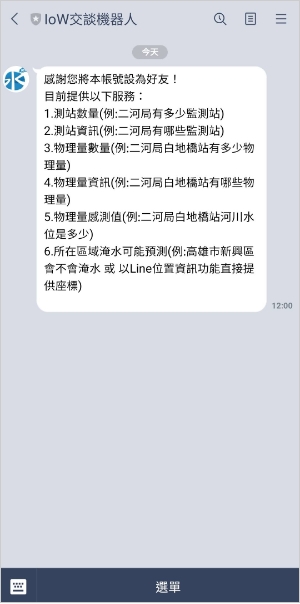 IoW交談機器人
今天
水
感謝您將本帳號設為好友！
目前提供以下服務：
1.測站數量(例:二河局有多少監測站)
2.測站資訊(例:二河局有哪些監測站)
3.物理量數量(例:二河局白地橋站有多少物
理量)
4.物理量資訊(例:二河局白地橋站有哪些物
理量)
5.物理量感測值(例:二河局白地橋站河川水
位是多少)
6.所在區域淹水可能預測(例:高雄市新興區
會不會淹水 或 以Line位置資訊功能直接提
供座標)
12:00
選單